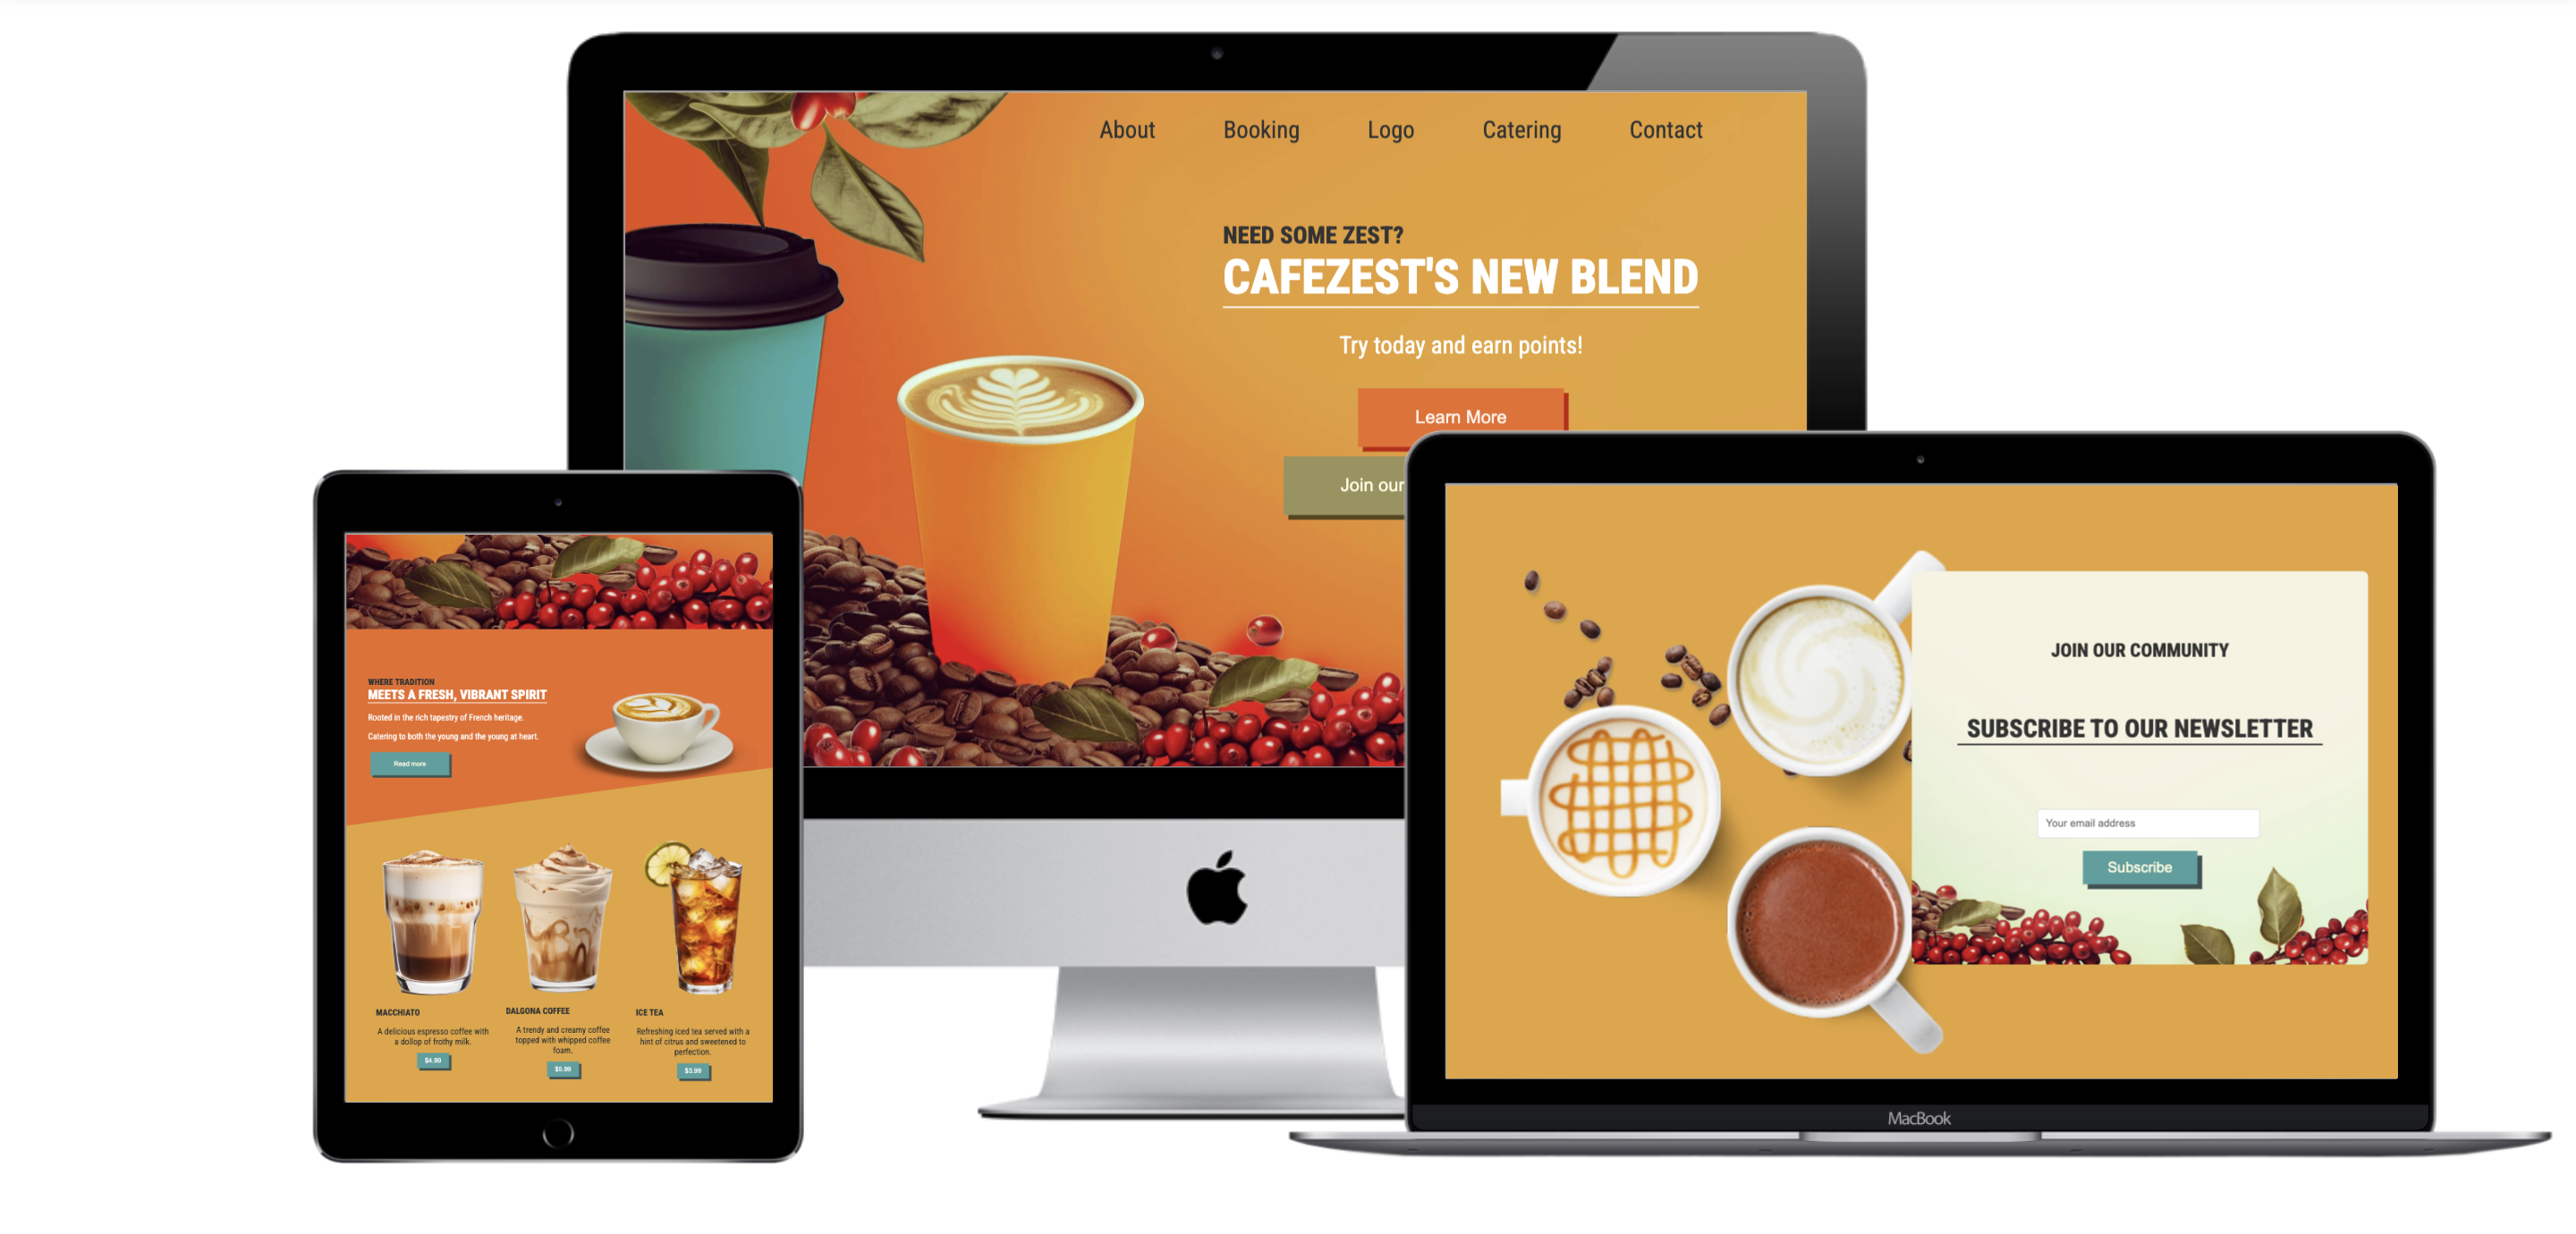 About Booking Logo Catering Contact
NEED SOME ZEST?
CAFEZEST'S NEW BLEND
Try today and earn points!
Learn More
Join our
WHERE TRADITION
MEETS A FRESH, VIBRANT SPIRIT
Rooted in the rich tapestry of French heritage.
Catering to both the young and the young at heart.
Read more
MACCHIATO
A delicious espresso coffee with
a dollop of frothy milk.
$4.99
DALGONA COFFEE
A trendy and creamy coffee
topped with whipped coffee
foam.
$5.99
ICE TEA
Refreshing iced tea served with a
hint of citrus and sweetened to
perfection.
$3.99
JOIN OUR COMMUNITY
SUBSCRIBE TO OUR NEWSLETTER
Your email address
Subscribe
MacBook